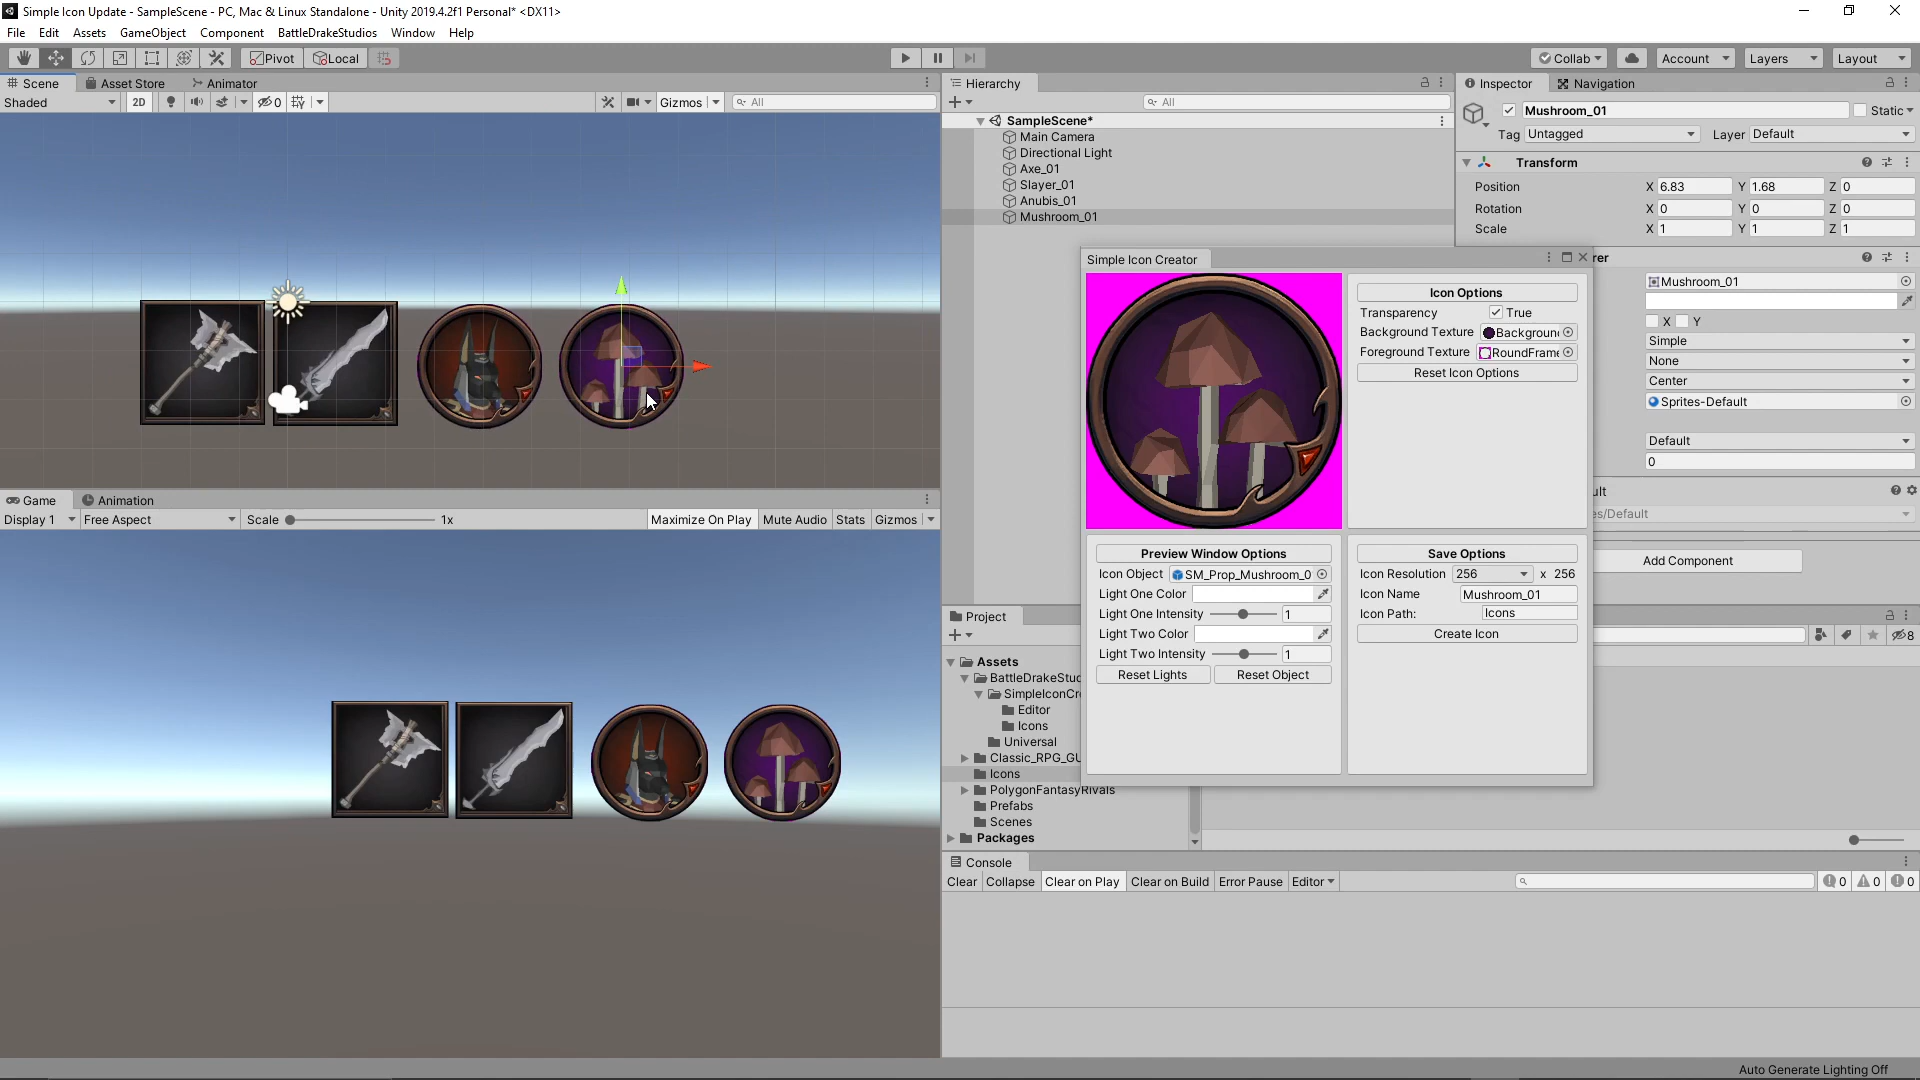 Simple Icon Update - SampleScene - PC, Mac & Linux Standalone - Unity 2019.4.2f1 Personal* <DX11>
File Edit Assets GameObject Component BattleDrakeStudios Window Help
Pivot Local Collab Account Layers Layout
Scene Asset Store Animator
Shaded 2D 0 Gizmos All
Game Animation
Display 1 Free Aspect Scale 1x Maximize On Play Mute Audio Stats Gizmos
Hierarchy
All
SampleScene*
Main Camera
Directional Light
Axe_01
Slayer_01
Anubis_01
Mushroom_01
Inspector Navigation
Mushroom_01 Static
Tag Untagged Layer Default
Transform
Position X 6.83 Y 1.68 Z 0
Rotation X 0 Y 0 Z 0
Scale X 1 Y 1 Z 1
rer
Mushroom_01
X Y
Simple
None
Center
Sprites-Default
Default
0
ult
es/Default
Add Component
Simple Icon Creator
Icon Options
Transparency True
Background Texture Backgroun
Foreground Texture RoundFrame
Reset Icon Options
Preview Window Options
Icon Object SM_Prop_Mushroom_0
Light One Color
Light One Intensity 1
Light Two Color
Light Two Intensity 1
Reset Lights Reset Object
Save Options
Icon Resolution 256 x 256
Icon Name Mushroom_01
Icon Path: Icons
Create Icon
Project
8
Assets
BattleDrakeStud
SimpleIconCr
Editor
Icons
Universal
Classic_RPG_GU
Icons
PolygonFantasyRivals
Prefabs
Scenes
Packages
Console
Clear Collapse Clear on Play Clear on Build Error Pause Editor 0 0 0
Auto Generate Lighting Off